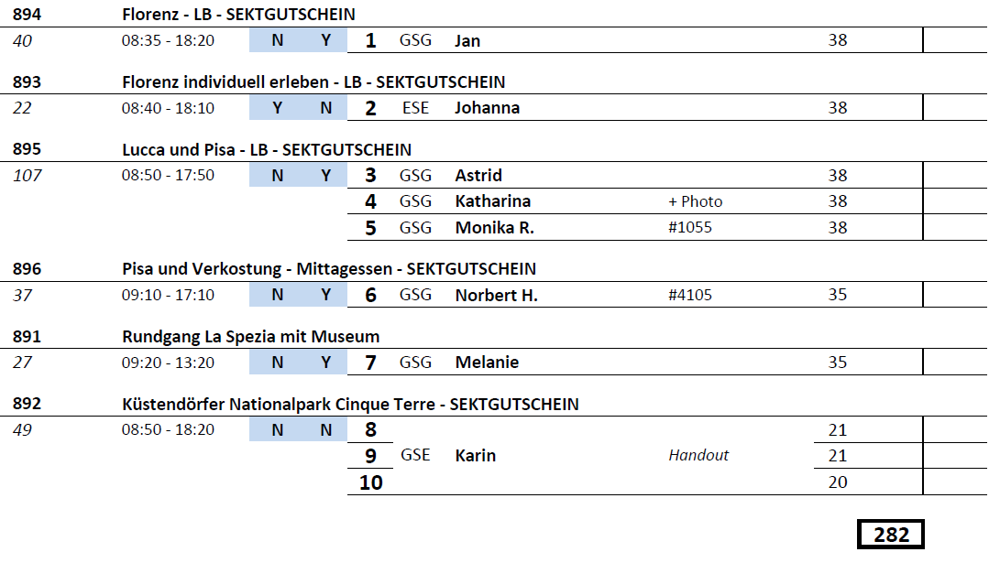 894 Florenz - LB - SEKTGUTSCHEIN
40 08:35 - 18:20 N Y 1 GSG Jan 38
893 Florenz individuell erleben - LB - SEKTGUTSCHEIN
22 08:40 - 18:10 Y N 2 ESE Johanna 38
895 Lucca und Pisa - LB - SEKTGUTSCHEIN
107 08:50 - 17:50 N Y 3 GSG Astrid 38
4 GSG Katharina + Photo 38
5 GSG Monika R. #1055 38
896 Pisa und Verkostung - Mittagessen - SEKTGUTSCHEIN
37 09:10 - 17:10 N Y 6 GSG Norbert H. #4105 35
891 Rundgang La Spezia mit Museum
27 09:20 - 13:20 N Y 7 GSG Melanie 35
892 Küstendörfer Nationalpark Cinque Terre - SEKTGUTSCHEIN
49 08:50 - 18:20 N N 8 21
9 GSE Karin Handout 21
10 20
282